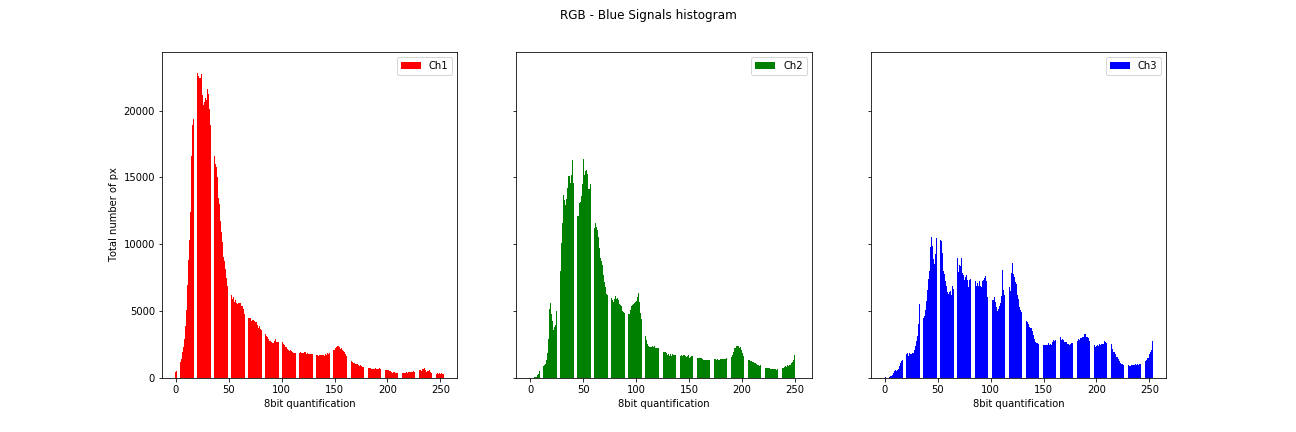 RGB - Blue Signals histogram
Ch1
Ch2
Ch3
Total number of px
20000
15000
10000
5000
0
0 50 100 150 200 250
0 50 100 150 200 250
0 50 100 150 200 250
8bit quantification
8bit quantification
8bit quantification